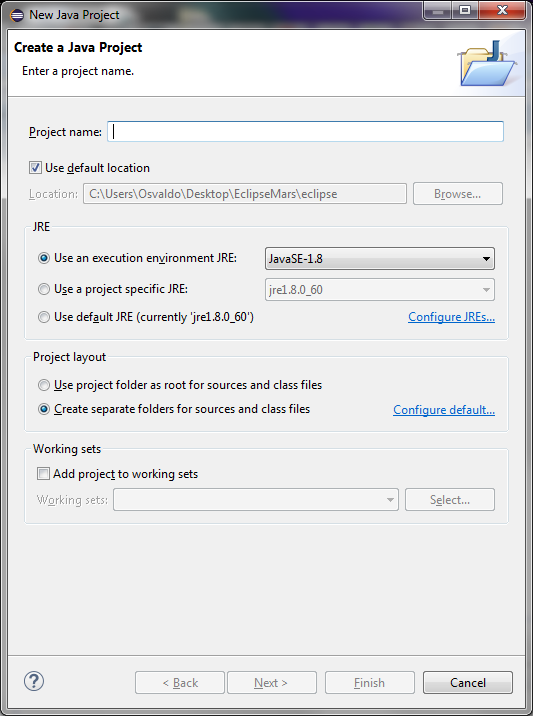 New Java Project
Create a Java Project
Enter a project name.
Project name:
Use default location
Location: C:\Users\Osvaldo\Desktop\EclipseMars\eclipse Browse...
JRE
Use an execution environment JRE: JavaSE-1.8
Use a project specific JRE: jre1.8.0_60
Use default JRE (currently 'jre1.8.0_60') Configure JREs...
Project layout
Use project folder as root for sources and class files
Create separate folders for sources and class files Configure default...
Working sets
Add project to working sets
Working sets: Select...
? < Back Next > Finish Cancel